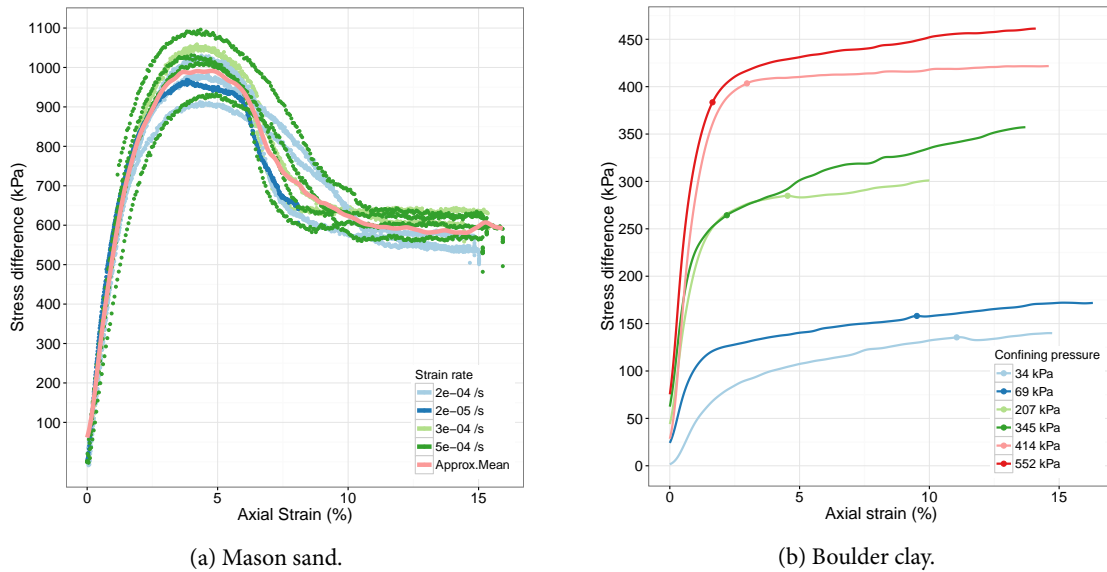 1100
1000
900
800
700
600
500
400
300
200
100
Stress difference (kPa)
0
5
10
15
Axial Strain (%)
Strain rate
2e−04 /s
2e−05 /s
3e−04 /s
5e−04 /s
Approx.Mean
(a) Mason sand.
450
400
350
300
250
200
150
100
50
0
Stress difference (kPa)
0
5
10
15
Axial strain (%)
Confining pressure
34 kPa
69 kPa
207 kPa
345 kPa
414 kPa
552 kPa
(b) Boulder clay.